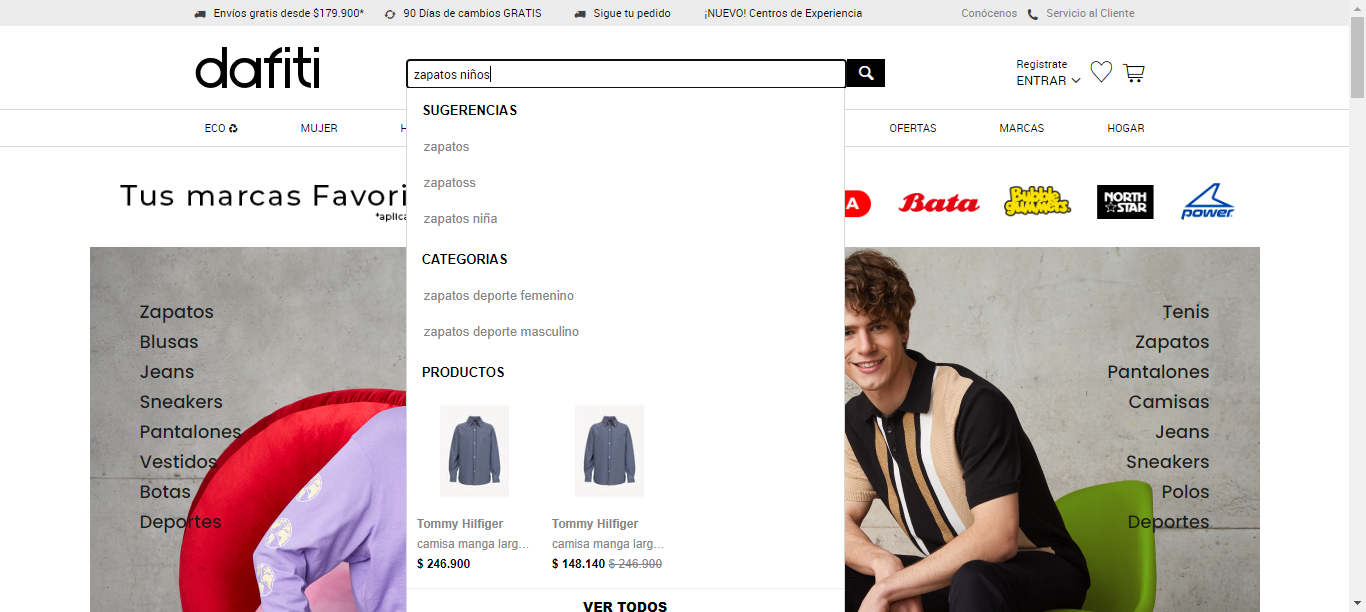 Envíos gratis desde $179.900*
90 Días de cambios GRATIS
Sigue tu pedido
¡NUEVO! Centros de Experiencia
Conócenos
Servicio al Cliente
dafiti
zapatos niños
Registrate
ENTRAR
ECO
MUJER
H
OFERTAS
MARCAS
HOGAR
SUGERENCIAS
zapatos
zapatoss
zapatos niña
CATEGORIAS
zapatos deporte femenino
zapatos deporte masculino
PRODUCTOS
Tommy Hilfiger
camisa manga larg...
$ 246.900
Tommy Hilfiger
camisa manga larg...
$ 148.140 $ 246.900
VER TODOS
Tus marcas Favori
*aplica
A
Bata
Bubble gummers
NORTH STAR
power
Zapatos
Blusas
Jeans
Sneakers
Pantalones
Vestidos
Botas
Deportes
Tenis
Zapatos
Pantalones
Camisas
Jeans
Sneakers
Polos
Deportes